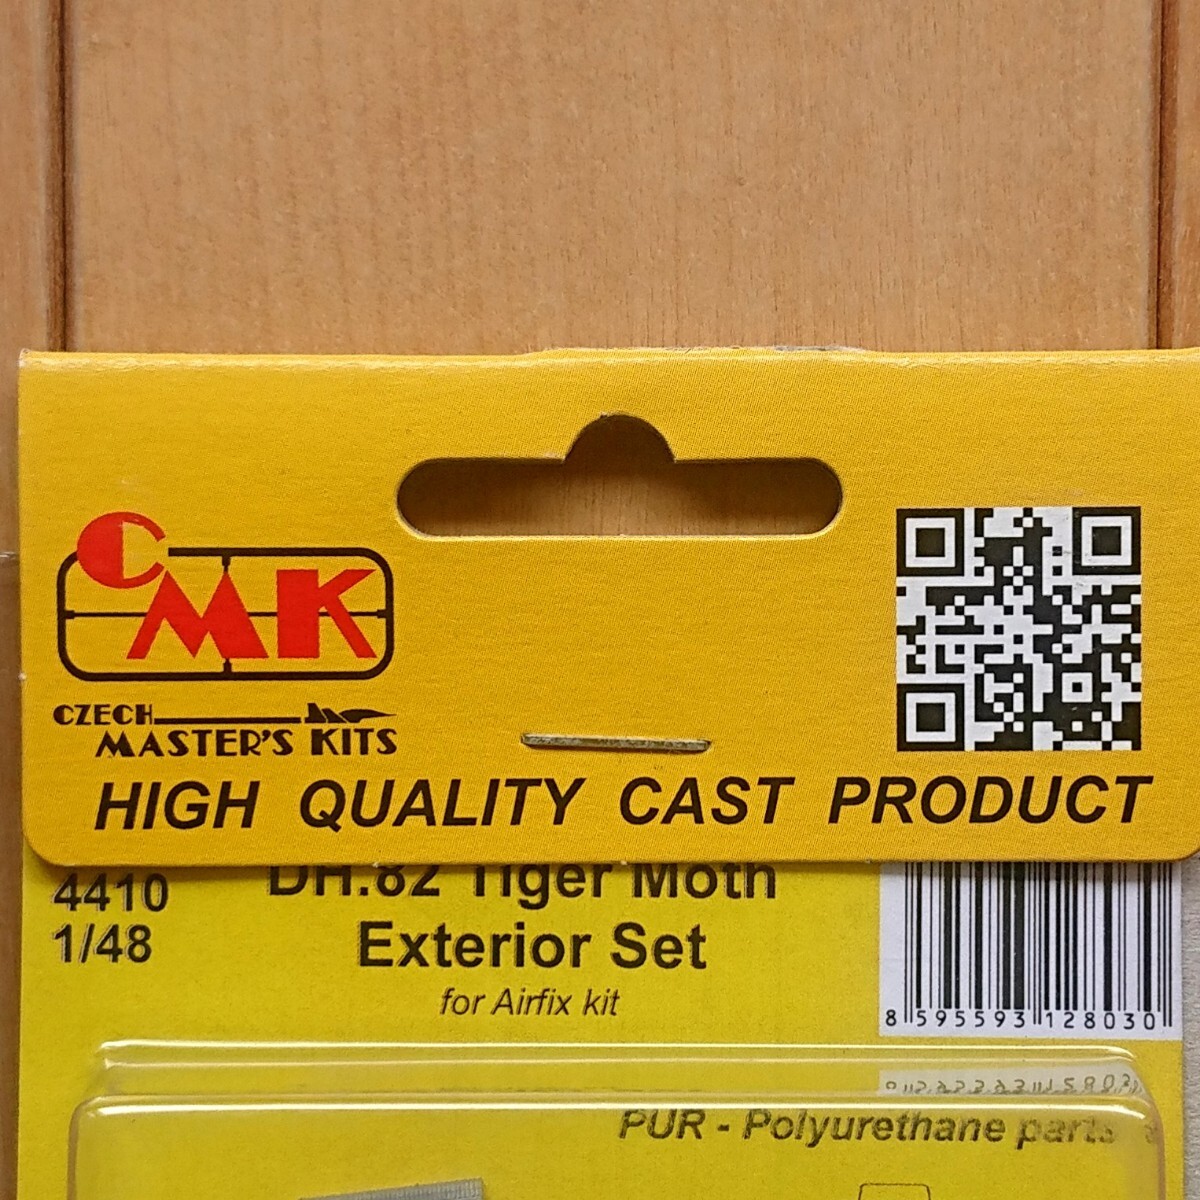 CMK
CZECH
MASTER'S KITS
HIGH QUALITY CAST PRODUCT
4410
1/48
DH.82 Tiger Moth
Exterior Set
for Airfix kit
8 595593 128030
PUR - Polyurethane parts